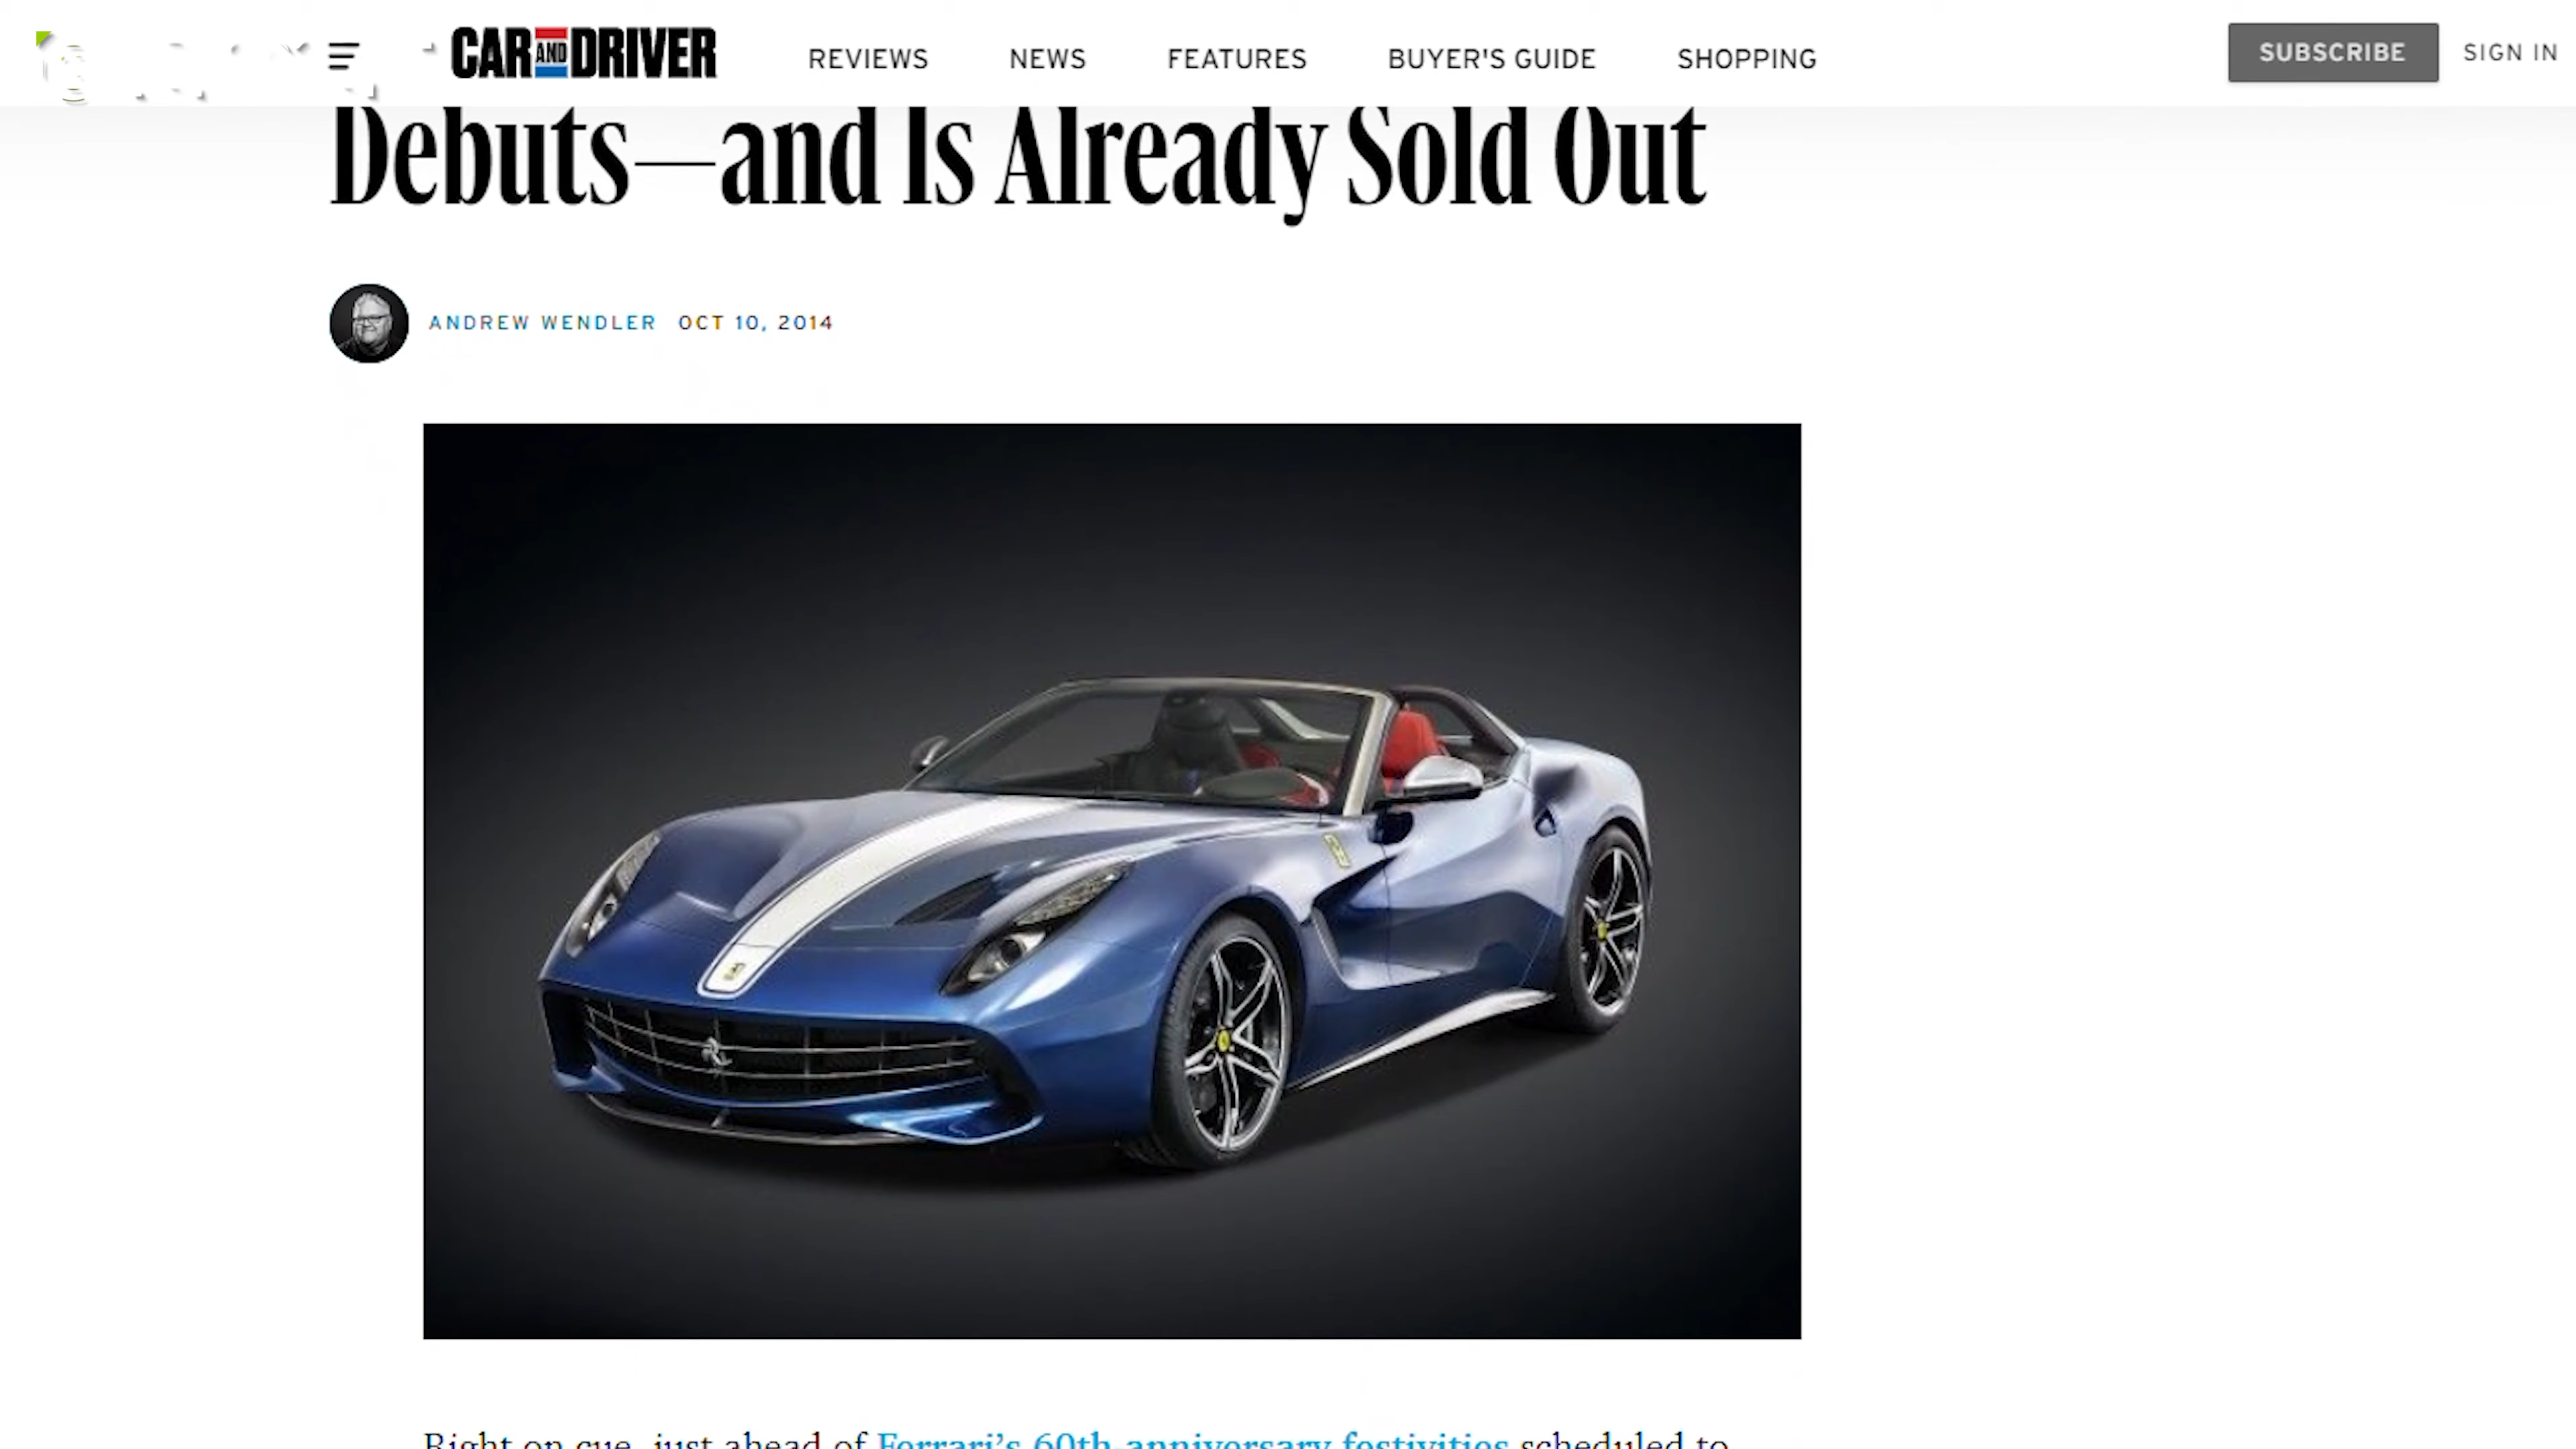 CAR AND DRIVER
REVIEWS NEWS FEATURES BUYER'S GUIDE SHOPPING
SUBSCRIBE SIGN IN
Debuts—and Is Already Sold Out
ANDREW WENDLER OCT 10, 2014
Right on cue, just ahead of Ferrari's 60th-anniversary festivities scheduled to